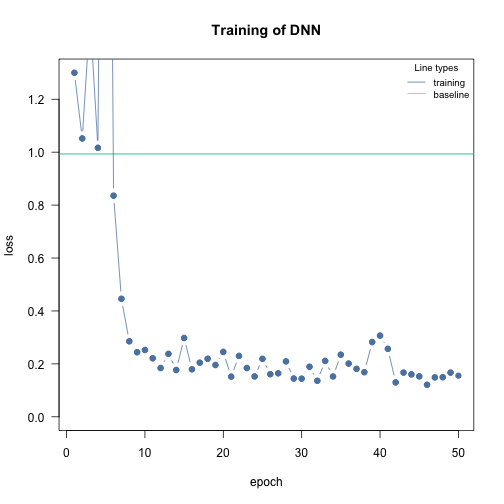 Training of DNN
Line types
training
baseline
loss
1.2
1.0
0.8
0.6
0.4
0.2
0.0
0 10 20 30 40 50
epoch